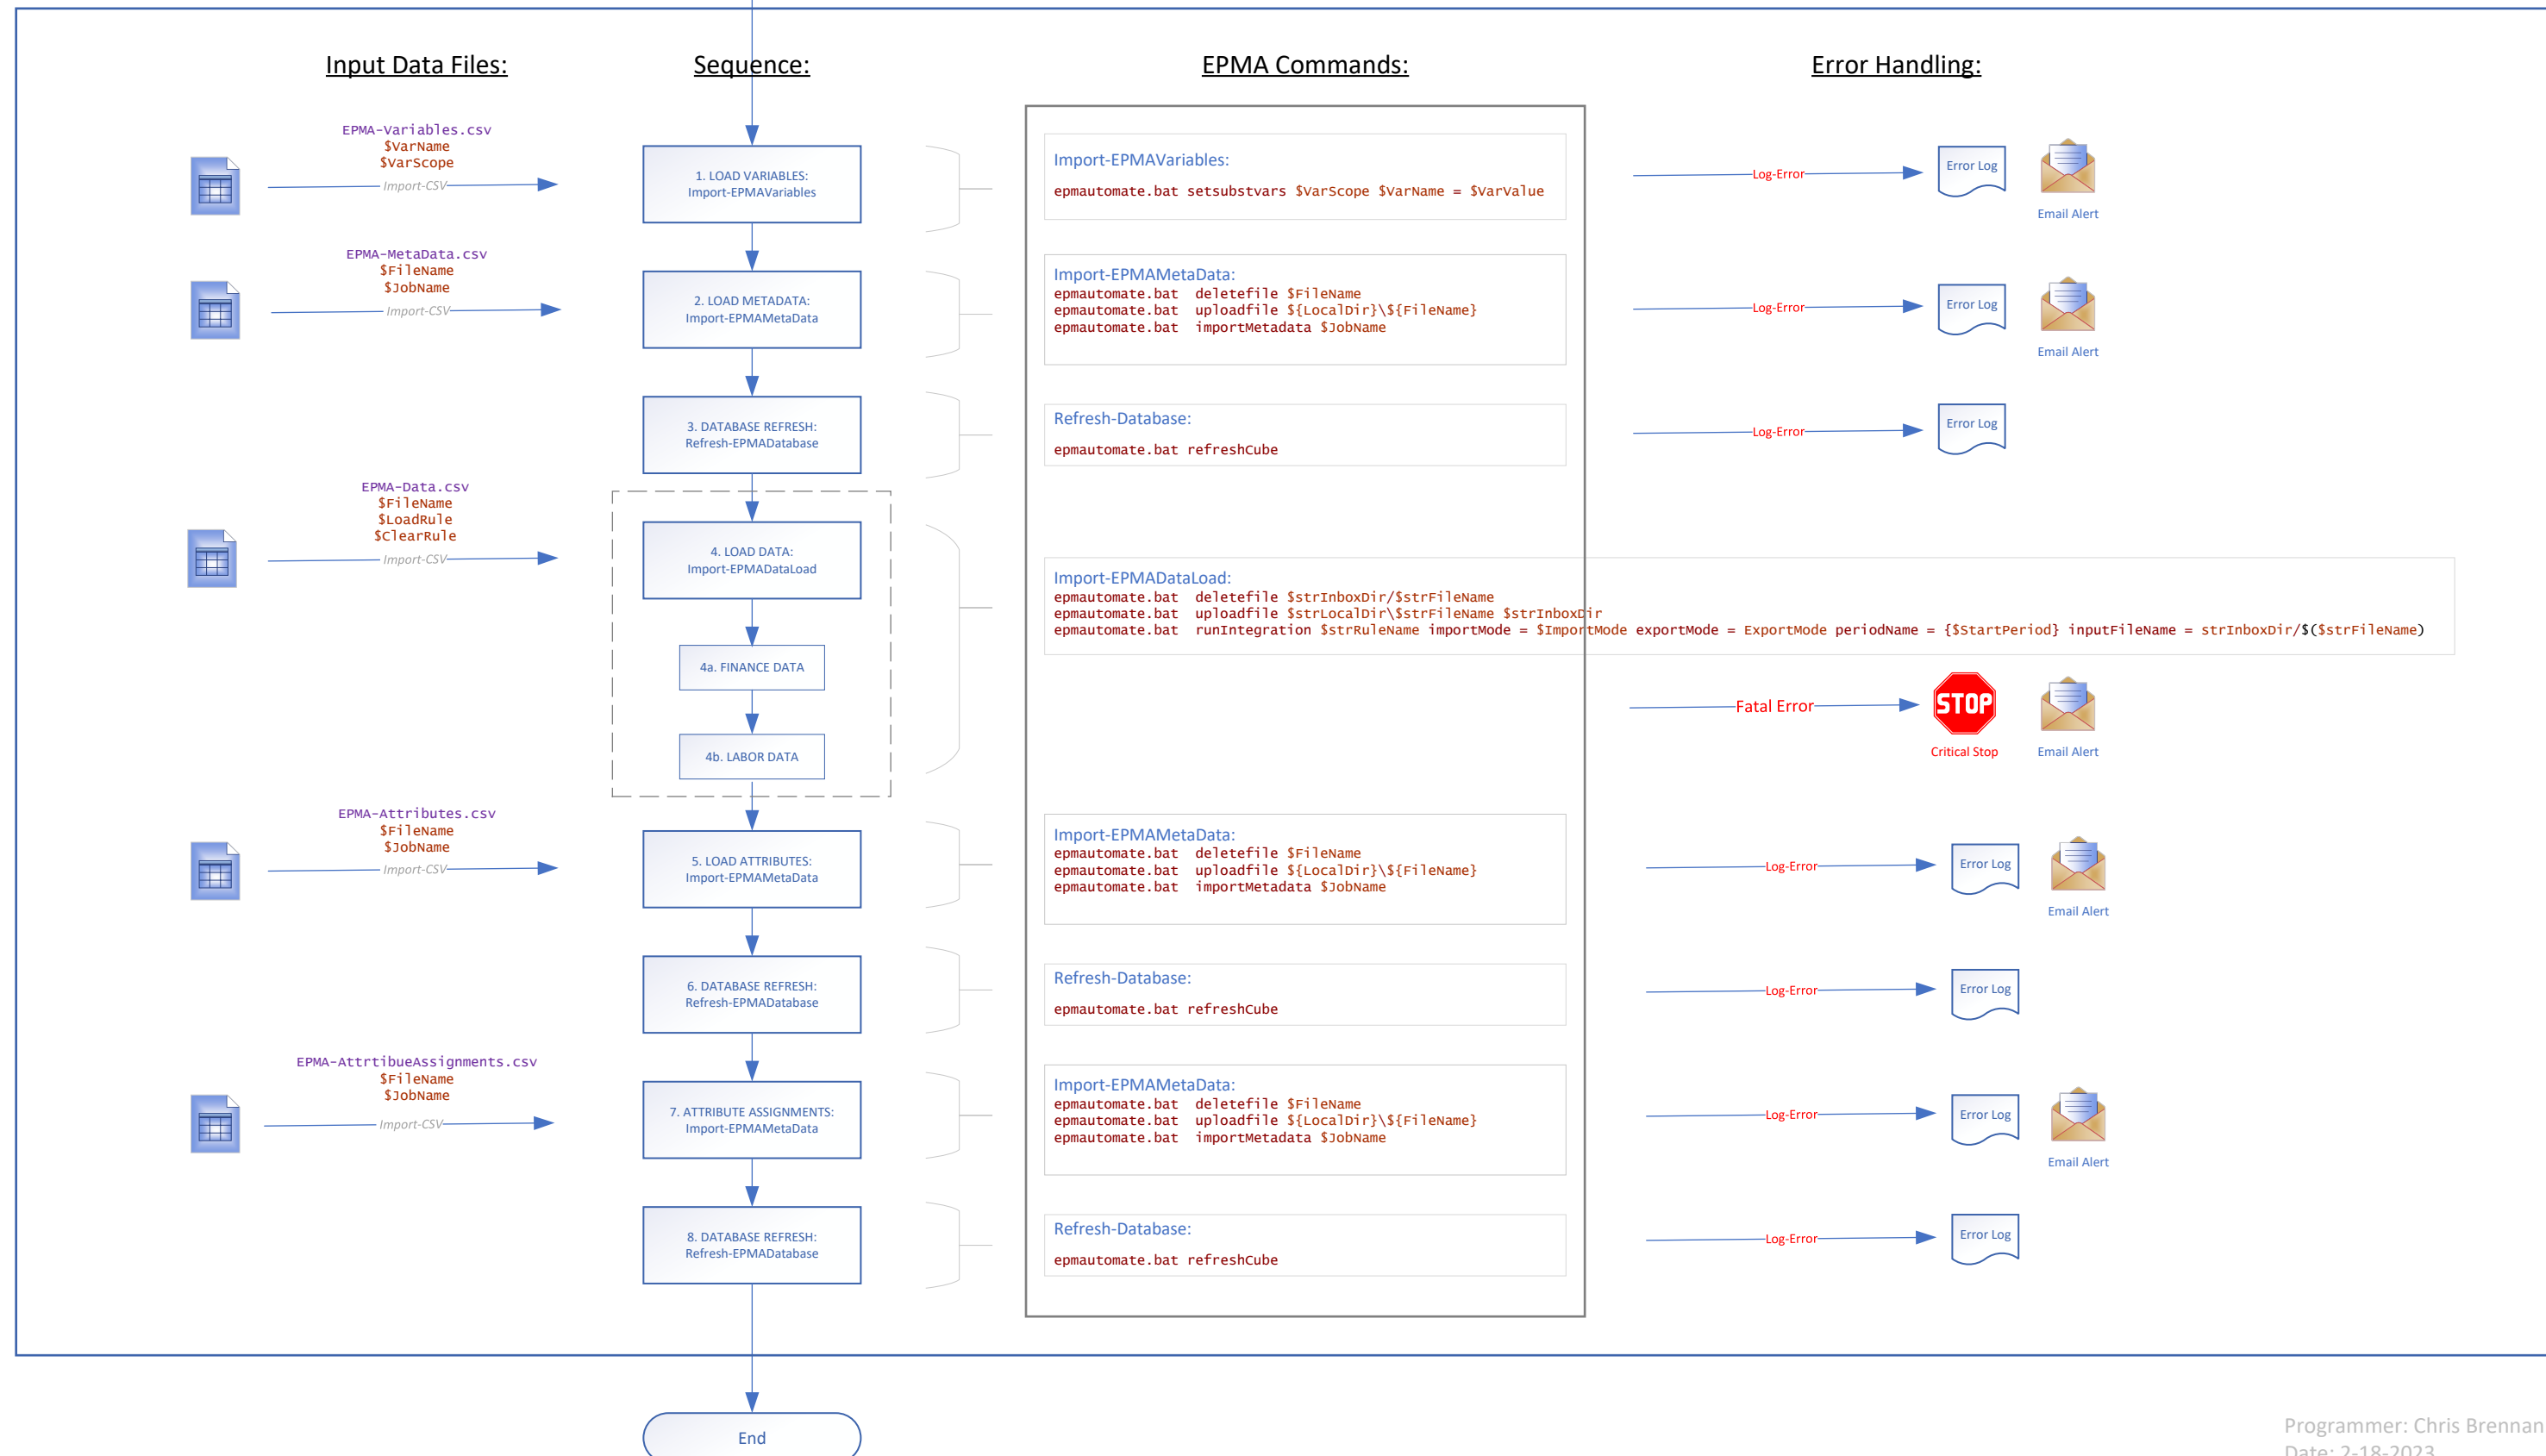 Input Data Files:
Sequence:
EPMA Commands:
Error Handling:
EPMA-Variables.csv
$VarName
$VarScope
Import-CSV
1. LOAD VARIABLES:
Import-EPMAVariables
Import-EPMAVariables:
epmautomate.bat setsubstvars $VarScope $VarName = $VarValue
Log-Error
Error Log
Email Alert
EPMA-MetaData.csv
$FileName
$JobName
Import-CSV
2. LOAD METADATA:
Import-EPMAMetaData
Import-EPMAMetaData:
epmautomate.bat  deletefile $FileName
epmautomate.bat  uploadfile ${LocalDir}\${FileName}
epmautomate.bat  importMetadata $JobName
Log-Error
Error Log
Email Alert
3. DATABASE REFRESH:
Refresh-EPMADatabase
Refresh-Database:
epmautomate.bat refreshCube
Log-Error
Error Log
EPMA-Data.csv
$FileName
$LoadRule
$ClearRule
Import-CSV
4. LOAD DATA:
Import-EPMADataLoad
4a. FINANCE DATA
4b. LABOR DATA
Import-EPMADataLoad:
epmautomate.bat  deletefile $strInboxDir/$strFileName
epmautomate.bat  uploadfile $strLocalDir\$strFileName $strInboxDir
epmautomate.bat  runIntegration $strRuleName importMode = $ImportMode exportMode = ExportMode periodName = {$StartPeriod} inputFileName = strInboxDir/$($strFileName)
Fatal Error
STOP
Critical Stop
Email Alert
EPMA-Attributes.csv
$FileName
$JobName
Import-CSV
5. LOAD ATTRIBUTES:
Import-EPMAMetaData
Import-EPMAMetaData:
epmautomate.bat  deletefile $FileName
epmautomate.bat  uploadfile ${LocalDir}\${FileName}
epmautomate.bat  importMetadata $JobName
Log-Error
Error Log
Email Alert
6. DATABASE REFRESH:
Refresh-EPMADatabase
Refresh-Database:
epmautomate.bat refreshCube
Log-Error
Error Log
EPMA-AttrtibueAssignments.csv
$FileName
$JobName
Import-CSV
7. ATTRIBUTE ASSIGNMENTS:
Import-EPMAMetaData
Import-EPMAMetaData:
epmautomate.bat  deletefile $FileName
epmautomate.bat  uploadfile ${LocalDir}\${FileName}
epmautomate.bat  importMetadata $JobName
Log-Error
Error Log
Email Alert
8. DATABASE REFRESH:
Refresh-EPMADatabase
Refresh-Database:
epmautomate.bat refreshCube
Log-Error
Error Log
End
Programmer: Chris Brennan
Date: 2-18-2023